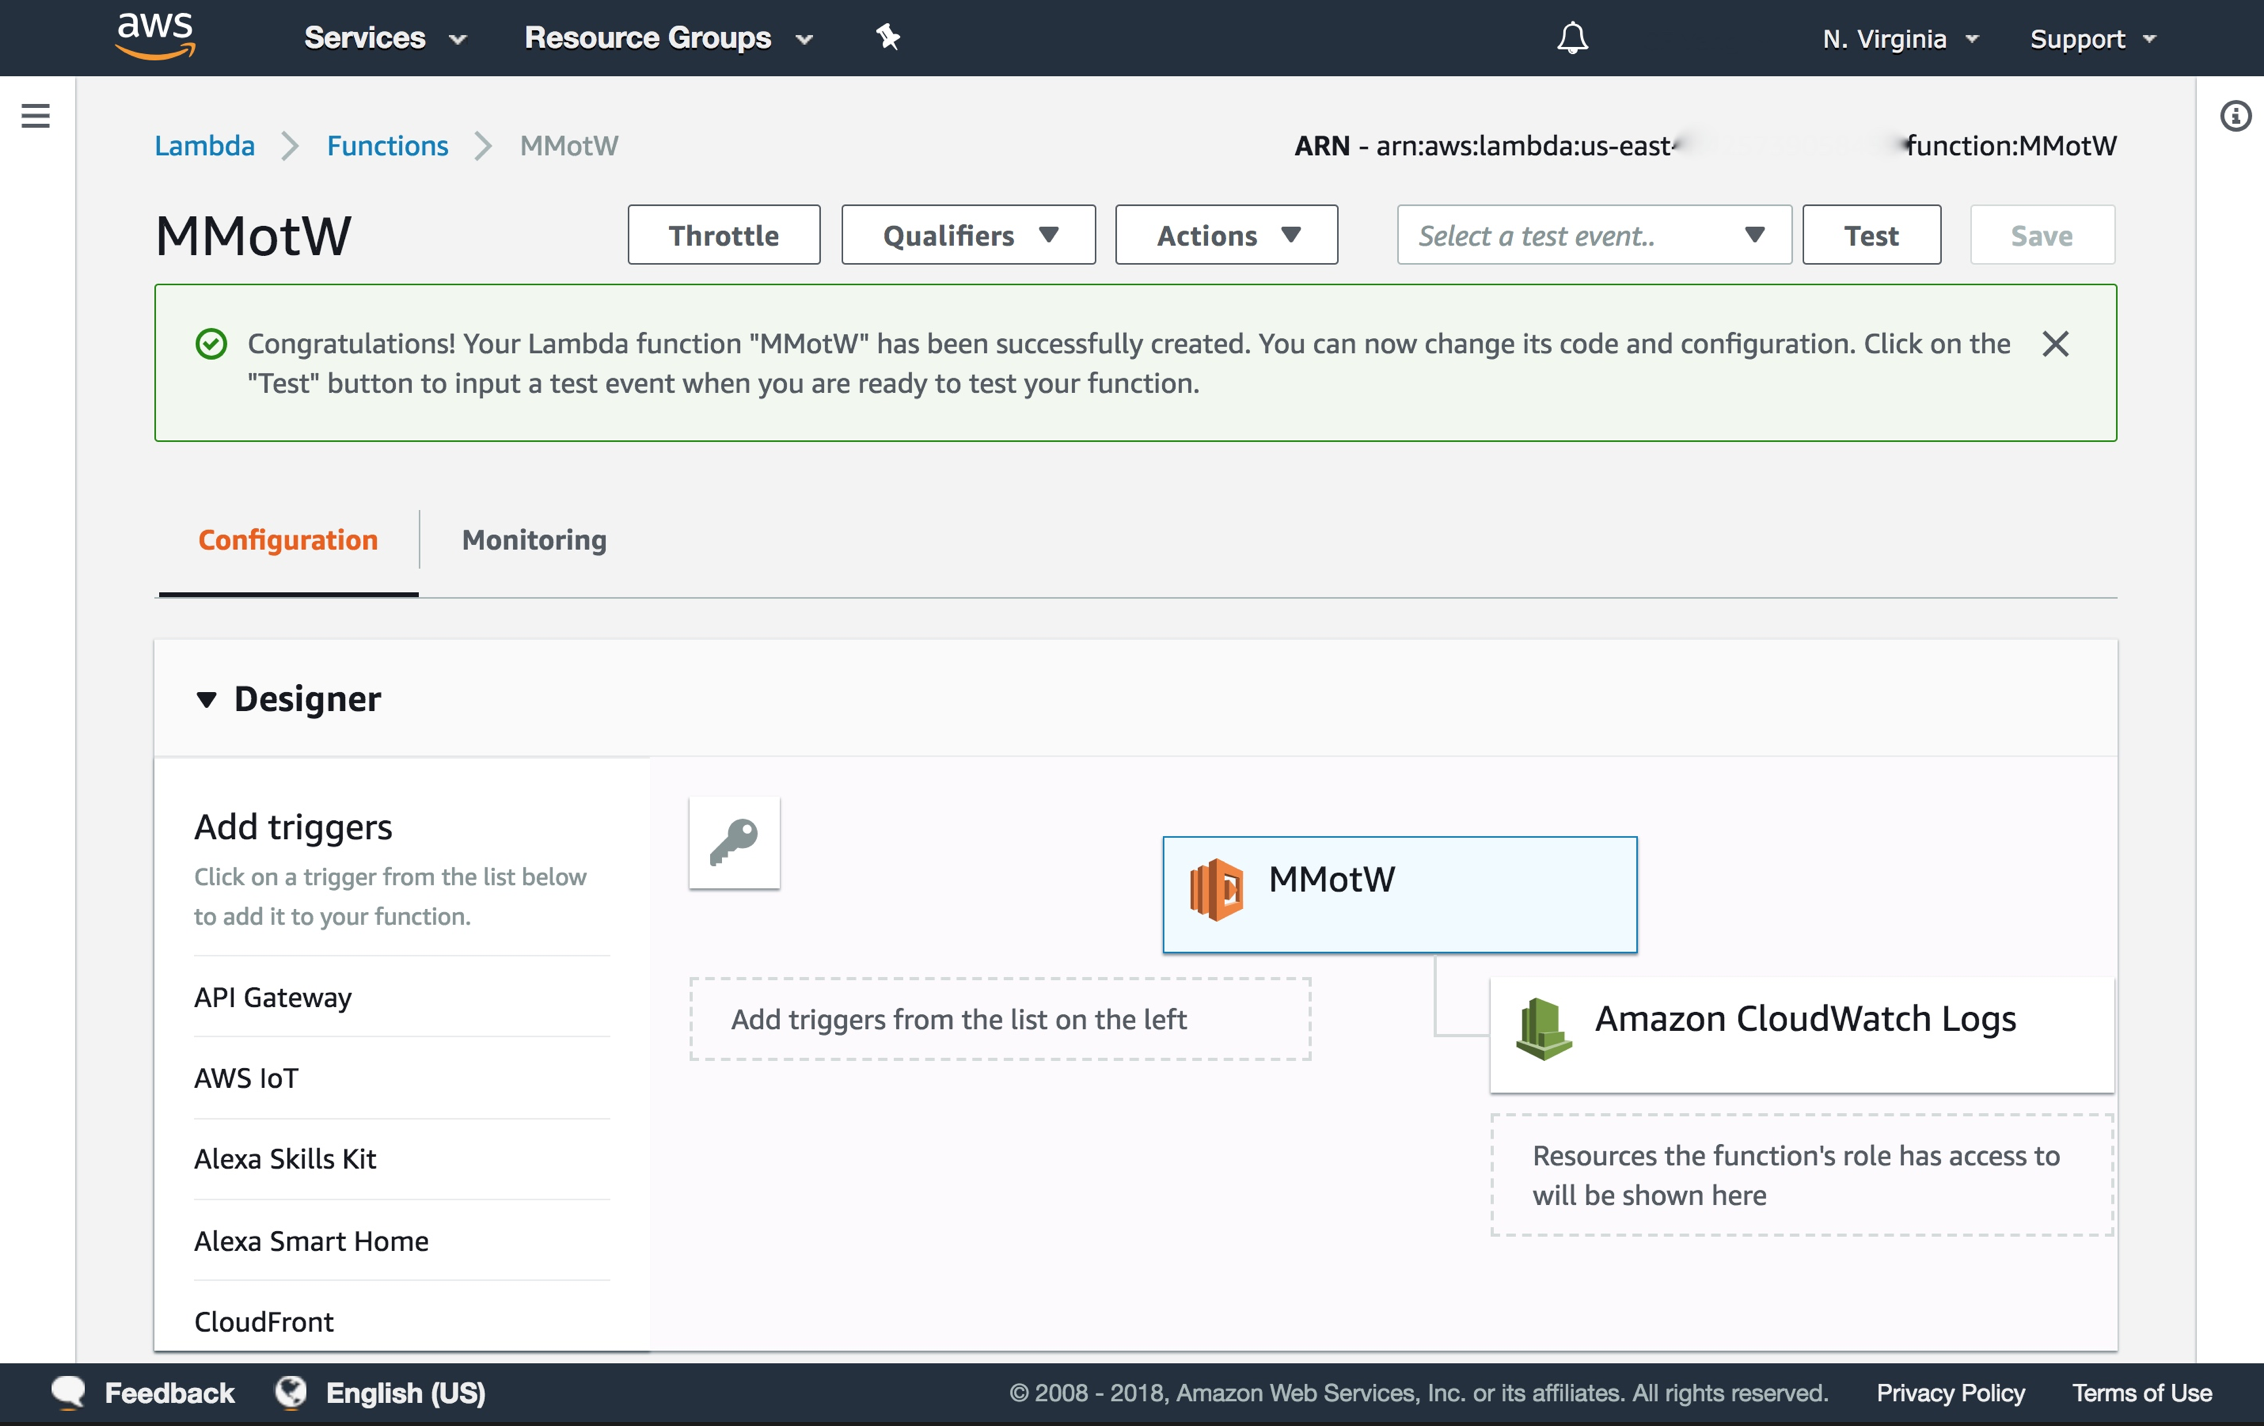 aws Services Resource Groups N. Virginia Support
Lambda Functions MMotW ARN - arn:aws:lambda:us-east- function:MMotW
MMotW Throttle Qualifiers Actions Select a test event.. Test Save
Congratulations! Your Lambda function "MMotW" has been successfully created. You can now change its code and configuration. Click on the
"Test" button to input a test event when you are ready to test your function.
Configuration Monitoring
Designer
Add triggers
Click on a trigger from the list below
to add it to your function.
API Gateway
AWS IoT
Alexa Skills Kit
Alexa Smart Home
CloudFront
MMotW
Add triggers from the list on the left
Amazon CloudWatch Logs
Resources the function's role has access to
will be shown here
Feedback English (US) © 2008 - 2018, Amazon Web Services, Inc. or its affiliates. All rights reserved. Privacy Policy Terms of Use